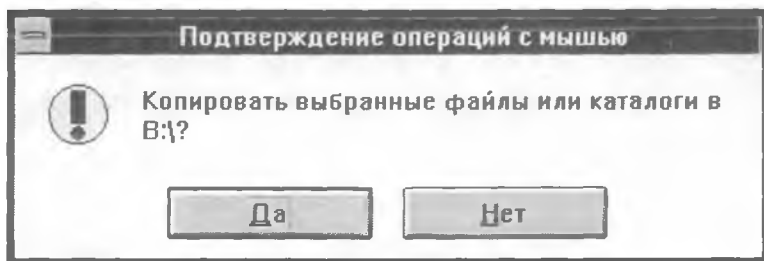 Подтверждение операций с мышью
Копировать выбранные файлы или каталоги в
B:\?
Да
Нет